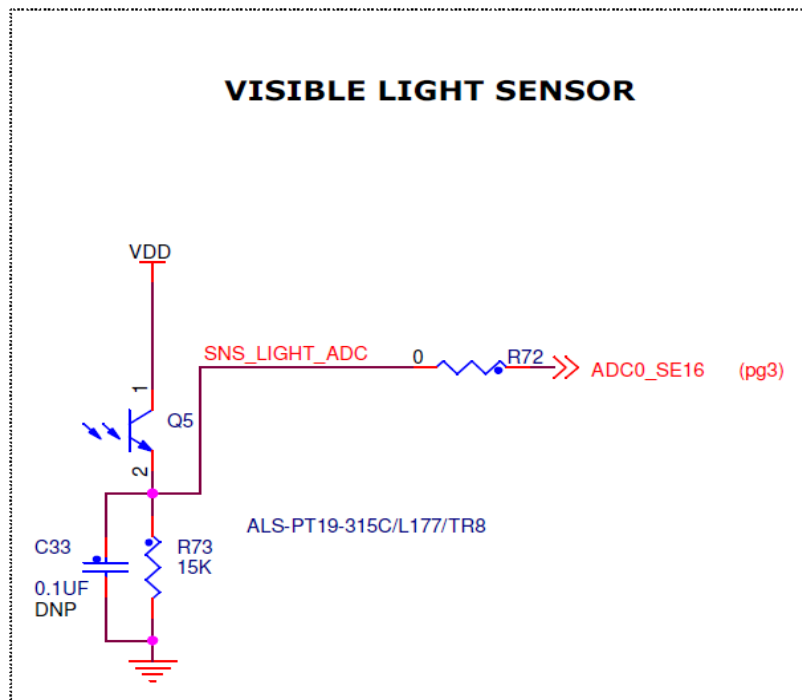 VISIBLE LIGHT SENSOR
VDD
SNS_LIGHT_ADC
0
R72
ADC0_SE16 (pg3)
1
Q5
2
ALS-PT19-315C/L177/TR8
C33
0.1UF
DNP
R73
15K